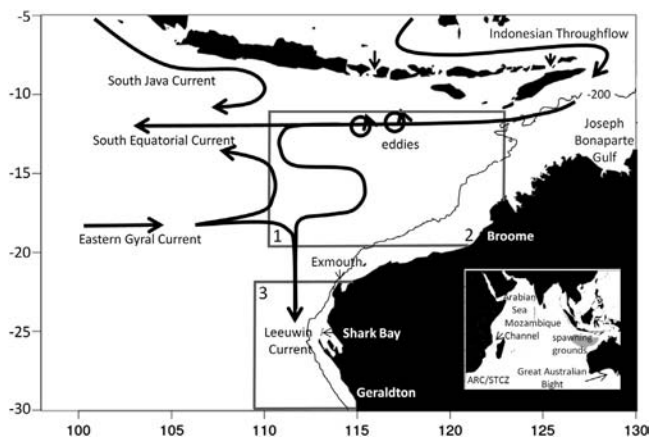 -5
-10
-15
-20
-25
-30
Indonesian Throughflow
South Java Current
-200
South Equatorial Current
eddies
Joseph
Bonaparte
Gulf
Eastern Gyral Current
1
2
Broome
Exmouth
3
Leeuwin
Current
Shark Bay
Geraldton
Arabian
Sea
Mozambique
Channel
spawning
grounds
Great Australian
Bight
ARC/STCZ
100
105
110
115
120
125
130